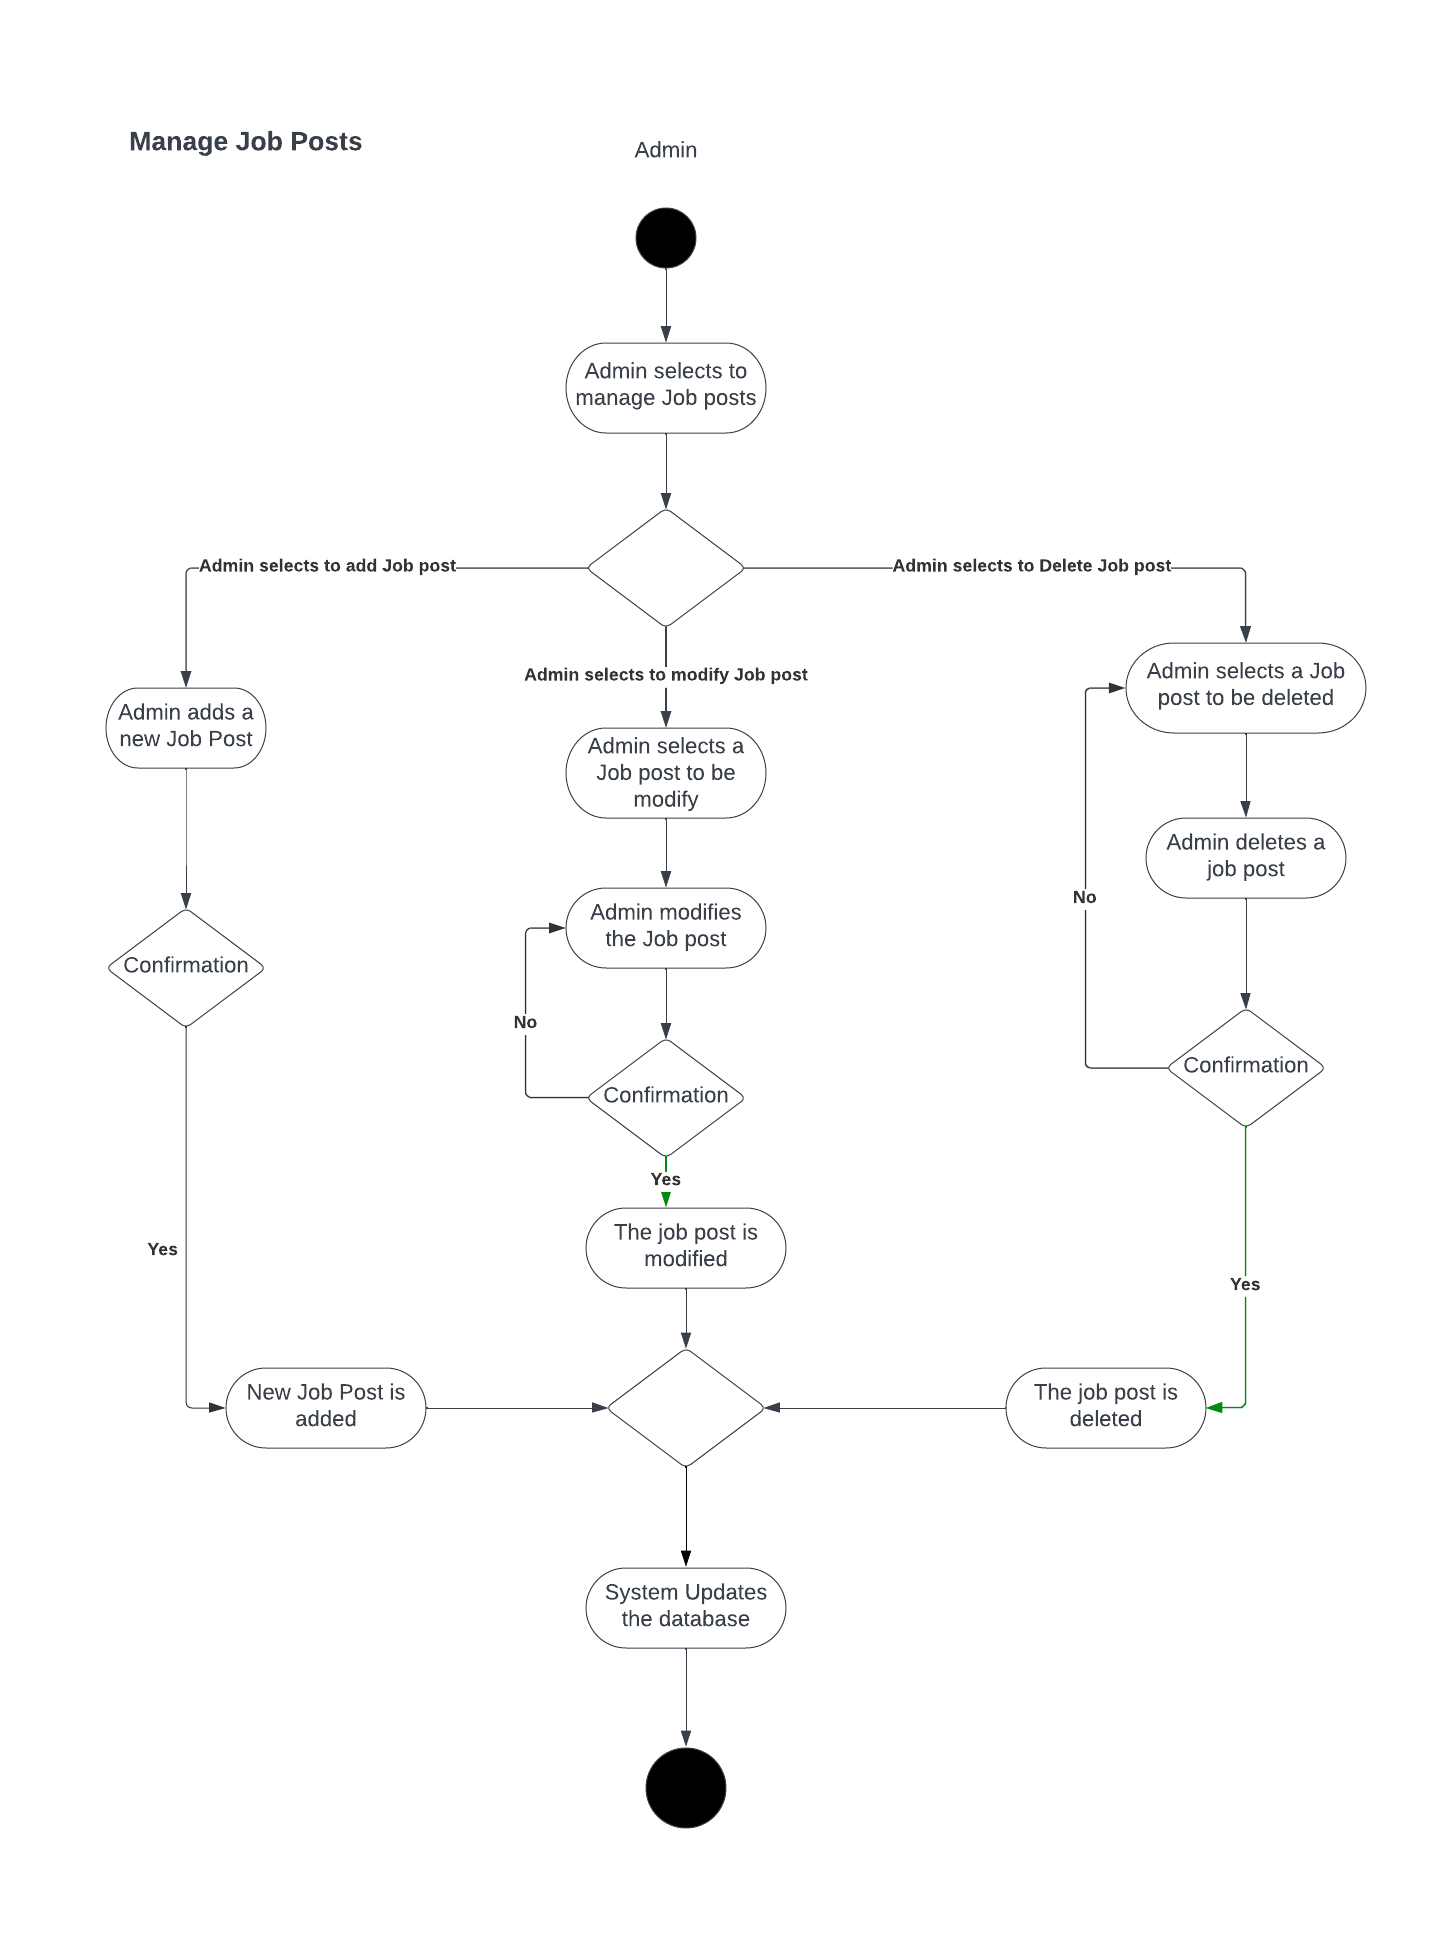 Manage Job Posts
Admin
Admin selects to
manage Job posts
Admin selects to add Job post
Admin selects to Delete Job post
Admin selects to modify Job post
Admin selects a Job
post to be deleted
Admin adds a
new Job Post
Admin selects a
Job post to be
modify
Admin deletes a
job post
No
Admin modifies
the Job post
Confirmation
No
Confirmation
Confirmation
Yes
The job post is
modified
Yes
Yes
New Job Post is
added
The job post is
deleted
System Updates
the database